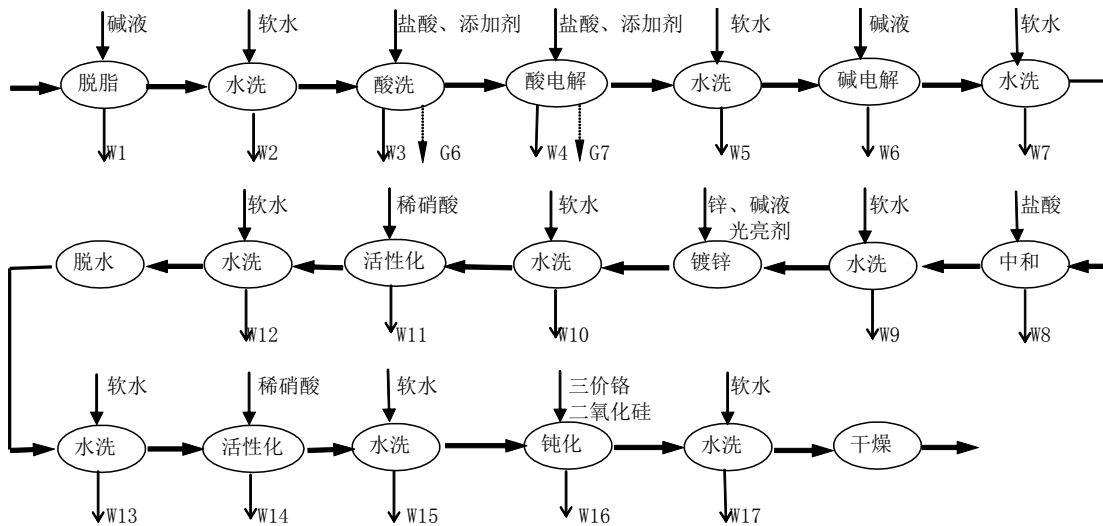 碱液 软水 盐酸、添加剂 盐酸、添加剂 软水 碱液 软水
脱脂 水洗 酸洗 酸电解 水洗 碱电解 水洗
W1 W2 W3 G6 W4 G7 W5 W6 W7
软水 稀硝酸 软水 锌、碱液 软水 盐酸
光亮剂
脱水 水洗 活性化 水洗 镀锌 水洗 中和
W12 W11 W10 W9 W8
软水 稀硝酸 软水 三价铬 软水
二氧化硅
水洗 活性化 水洗 钝化 水洗 干燥
W13 W14 W15 W16 W17